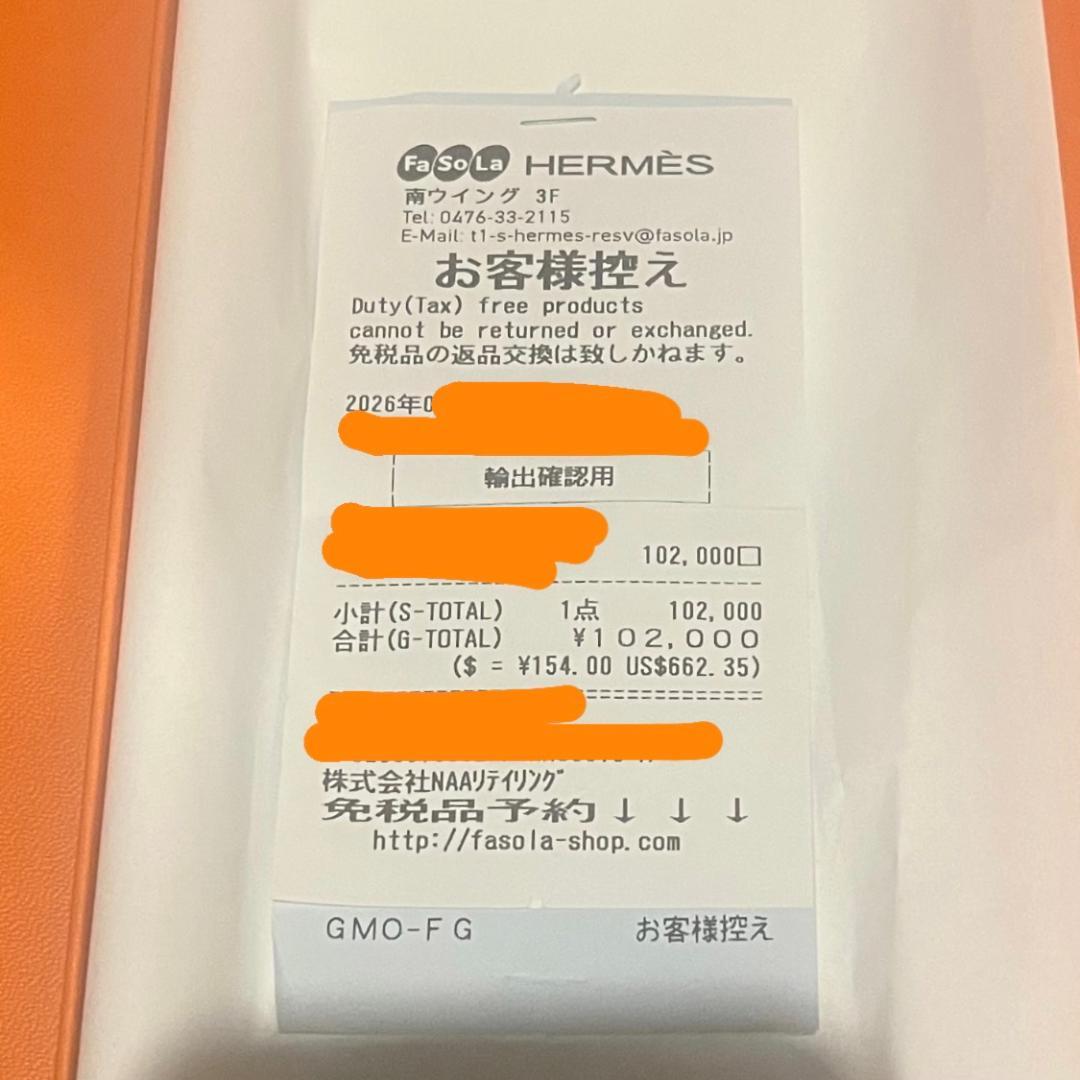 FaSoLa HERMÈS
南ウイング 3F
Tel: 0476-33-2115
E-Mail: t1-s-hermes-resv@fasola.jp
お客様控え
Duty(Tax) free products
cannot be returned or exchanged.
免税品の返品交換は致しかねます。
2026年0
輸出確認用
102,000□
小計(S-TOTAL) 1点 102,000
合計(G-TOTAL) ¥102,000
($ = ¥154.00 US$662.35)
株式会社NAAリテイリング
免税品予約↓ ↓ ↓
http://fasola-shop.com
GMO-FG お客様控え